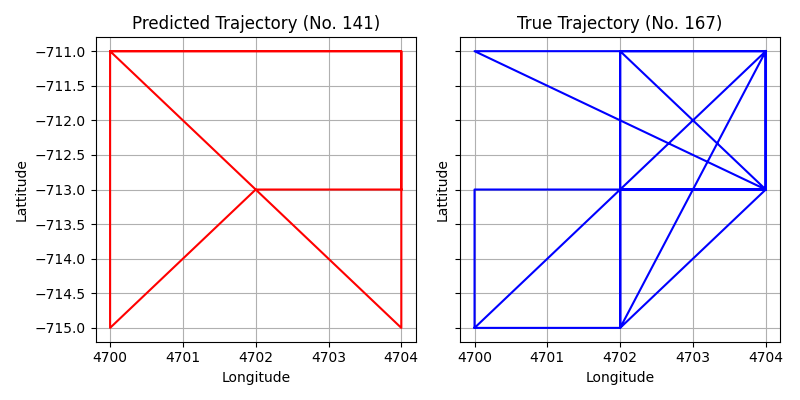 Predicted Trajectory (No. 141)
True Trajectory (No. 167)
−711.0
−711.5
−712.0
−712.5
−713.0
−713.5
−714.0
−714.5
−715.0
Lattitude
Lattitude
4700 4701 4702 4703 4704
4700 4701 4702 4703 4704
Longitude
Longitude